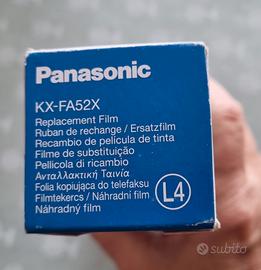 Panasonic
KX-FA52X
Replacement Film
Ruban de rechange / Ersatzfilm
Recambio de película de tinta
Filme de substituição
Pellicola di ricambio
Ανταλλακτική Ταινία
Folia kopiująca do telefaksu
Filmtekercs / Náhradní film
Náhradný film
L4
subito